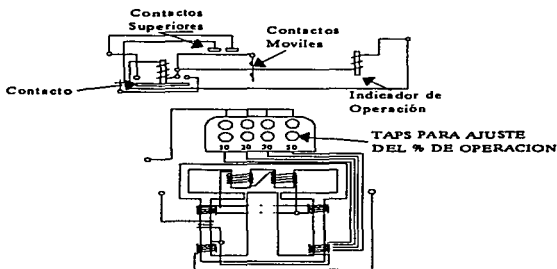 Contactos
Superiores
Contactos
Moviles
Contacto
Indicador de
Operación
TAPS PARA AJUSTE
DEL % DE OPERACION
10 20 30 50